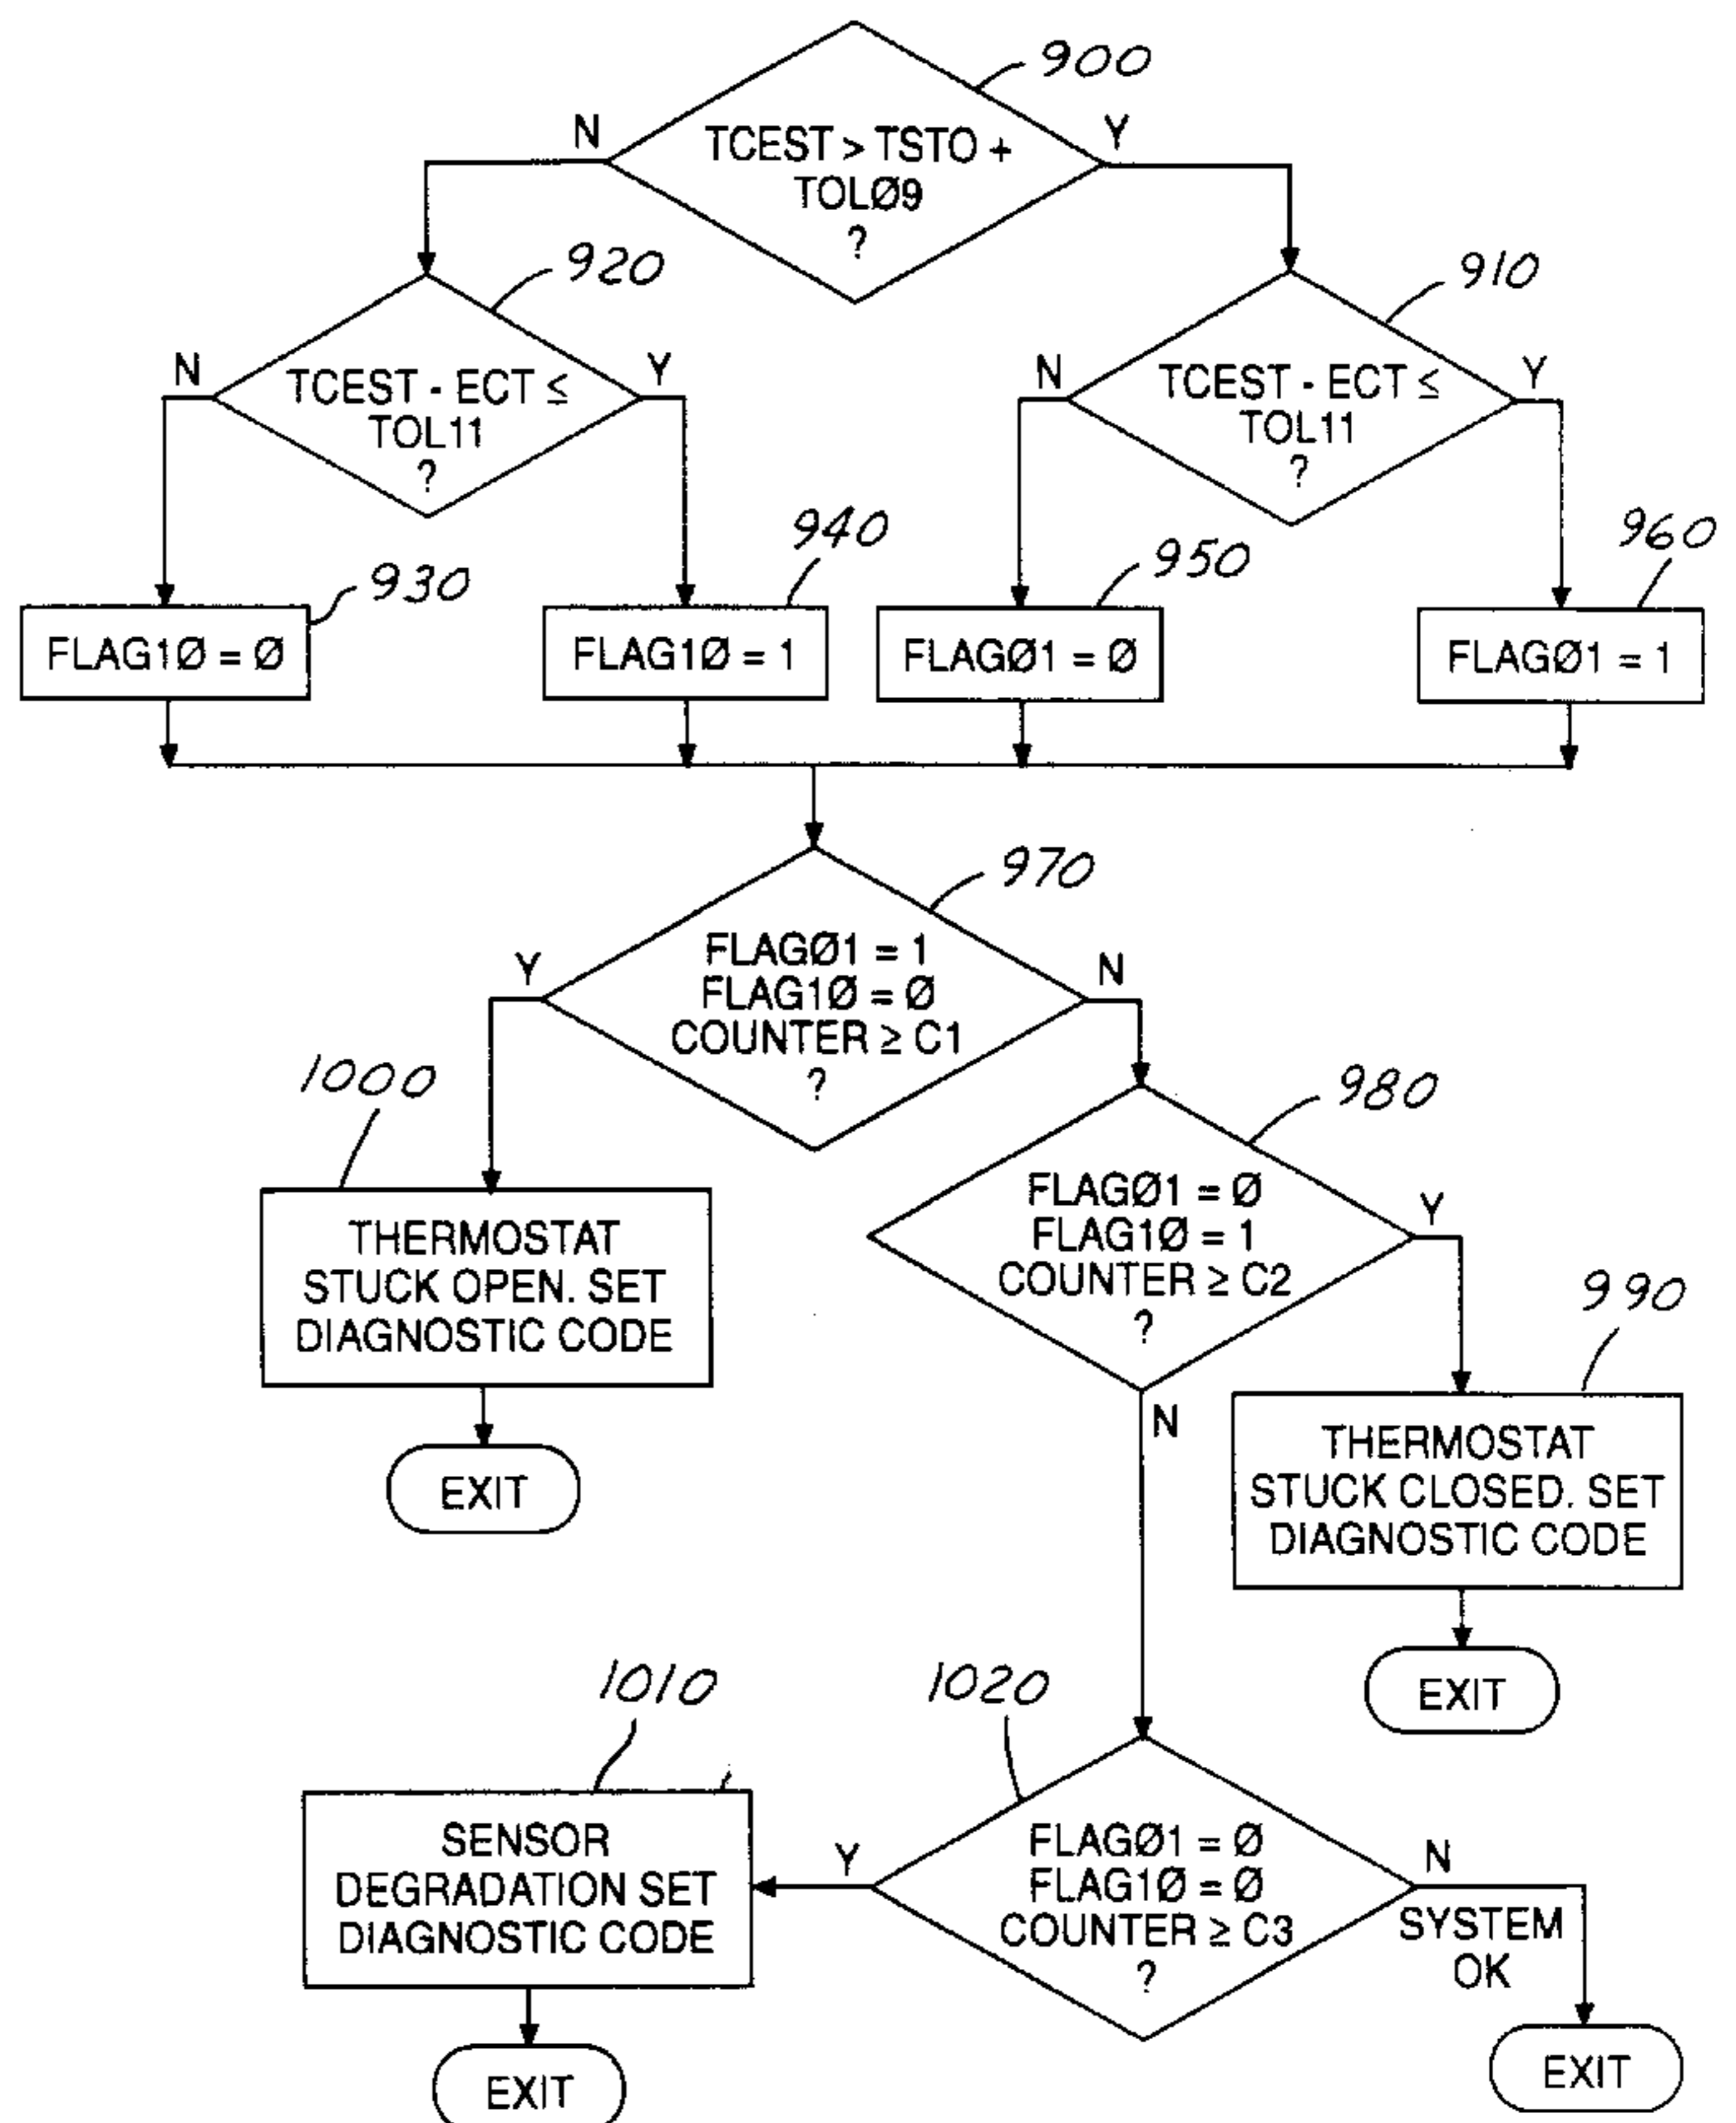 900
N
Y
TCEST > TSTO +
TOLØ9
?
920
910
N
Y
N
Y
TCEST - ECT ≤
TOL11
?
TCEST - ECT ≤
TOL11
?
930
940
950
960
FLAG1Ø = Ø
FLAG1Ø = 1
FLAGØ1 = Ø
FLAGØ1 = 1
970
Y
N
FLAGØ1 = 1
FLAG1Ø = Ø
COUNTER ≥ C1
?
1000
980
THERMOSTAT
STUCK OPEN. SET
DIAGNOSTIC CODE
FLAGØ1 = Ø
FLAG1Ø = 1
COUNTER ≥ C2
?
Y
N
990
EXIT
THERMOSTAT
STUCK CLOSED. SET
DIAGNOSTIC CODE
EXIT
1010
1020
SENSOR
DEGRADATION SET
DIAGNOSTIC CODE
Y
FLAGØ1 = Ø
FLAG1Ø = Ø
COUNTER ≥ C3
?
N
SYSTEM
OK
EXIT
EXIT